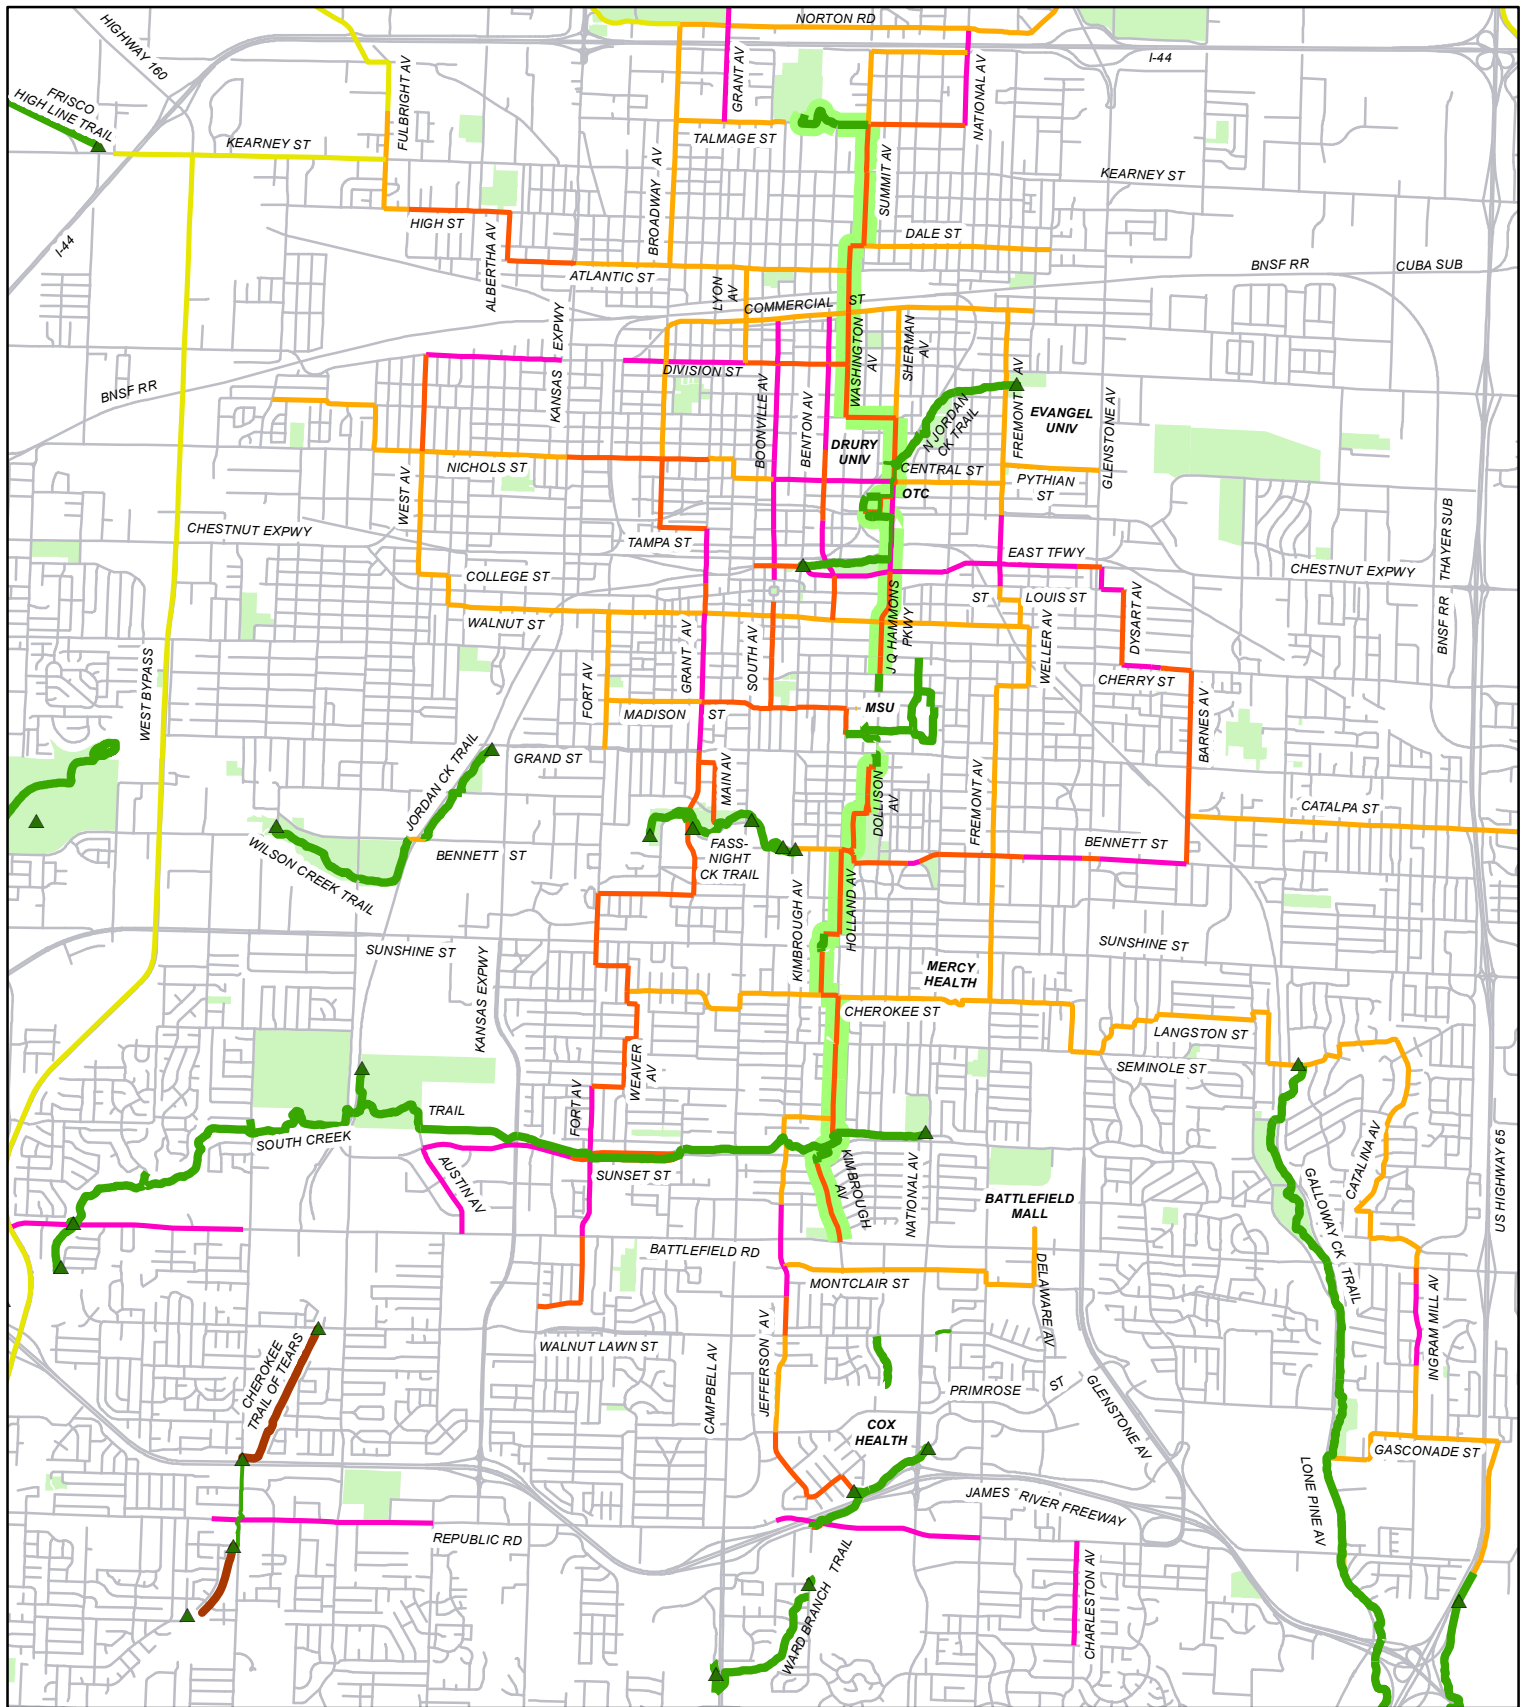 NORTON RD
HIGHWAY 160
GRANT AV
NATIONAL AV
I-44
FULBRIGHT AV
FRISCO
HIGH LINE TRAIL
KEARNEY ST
TALMAGE ST
SUMMIT AV
KEARNEY ST
BROADWAY AV
HIGH ST
ALBERTHA AV
DALE ST
I-44
ATLANTIC ST
BNSF RR
CUBA SUB
LYON
AV
COMMERCIAL ST
KANSAS EXPWY
WASHINGTON
AV
SHERMAN
AV
DIVISION ST
BNSF RR
BOONVILLE AV
BENTON AV
N JORDAN
CK TRAIL
FREMONT AV
EVANGEL
UNIV
GLENSTONE AV
DRURY
UNIV
NICHOLS ST
CENTRAL ST
PYTHIAN
ST
WEST AV
OTC
CHESTNUT EXPWY
TAMPA ST
EAST TFWY
CHESTNUT EXPWY
BNSF RR THAYER SUB
COLLEGE ST
ST LOUIS ST
DYSART AV
WALNUT ST
J Q HAMMONS
PKWY
WELLER AV
WEST BYPASS
FORT AV
GRANT AV
SOUTH AV
CHERRY ST
BARNES AV
MADISON ST
MSU
JORDAN CK TRAIL
GRAND ST
MAIN AV
DOLLISON
AV
FREMONT AV
CATALPA ST
WILSON CREEK TRAIL
BENNETT ST
FASS-
NIGHT
CK TRAIL
BENNETT ST
KIMBROUGH AV
HOLLAND AV
SUNSHINE ST
KANSAS EXPWY
SUNSHINE ST
MERCY
HEALTH
CHEROKEE ST
LANGSTON ST
WEAVER
AV
SEMINOLE ST
FORT AV
TRAIL
SOUTH CREEK
AUSTIN AV
SUNSET ST
KIMBROUGH
AV
NATIONAL AV
BATTLEFIELD
MALL
CATALINA AV
GALLOWAY CK TRAIL
US HIGHWAY 65
BATTLEFIELD RD
MONTCLAIR ST
DELAWARE AV
INGRAM MILL AV
CHEROKEE
TRAIL OF TEARS
WALNUT LAWN ST
CAMPBELL AV
JEFFERSON AV
PRIMROSE ST
GLENSTONE AV
COX
HEALTH
GASCONADE ST
LONE PINE AV
JAMES RIVER FREEWAY
REPUBLIC RD
WARD BRANCH TRAIL
CHARLESTON AV